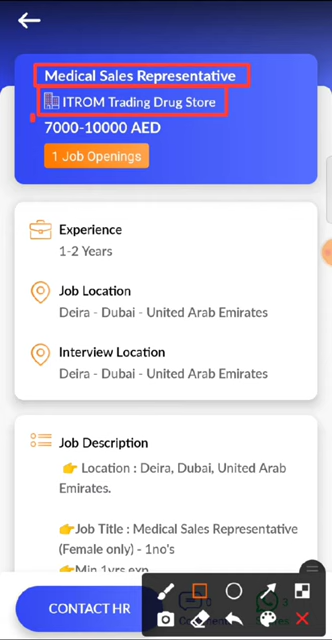 Medical Sales Representative
ITROM Trading Drug Store
7000-10000 AED
1 Job Openings
Experience
1-2 Years
Job Location
Deira - Dubai - United Arab Emirates
Interview Location
Deira - Dubai - United Arab Emirates
Job Description
👉 Location : Deira, Dubai, United Arab
Emirates.
👉Job Title : Medical Sales Representative
(Female only) - 1no's
👉Min 1yrs exp
CONTACT HR